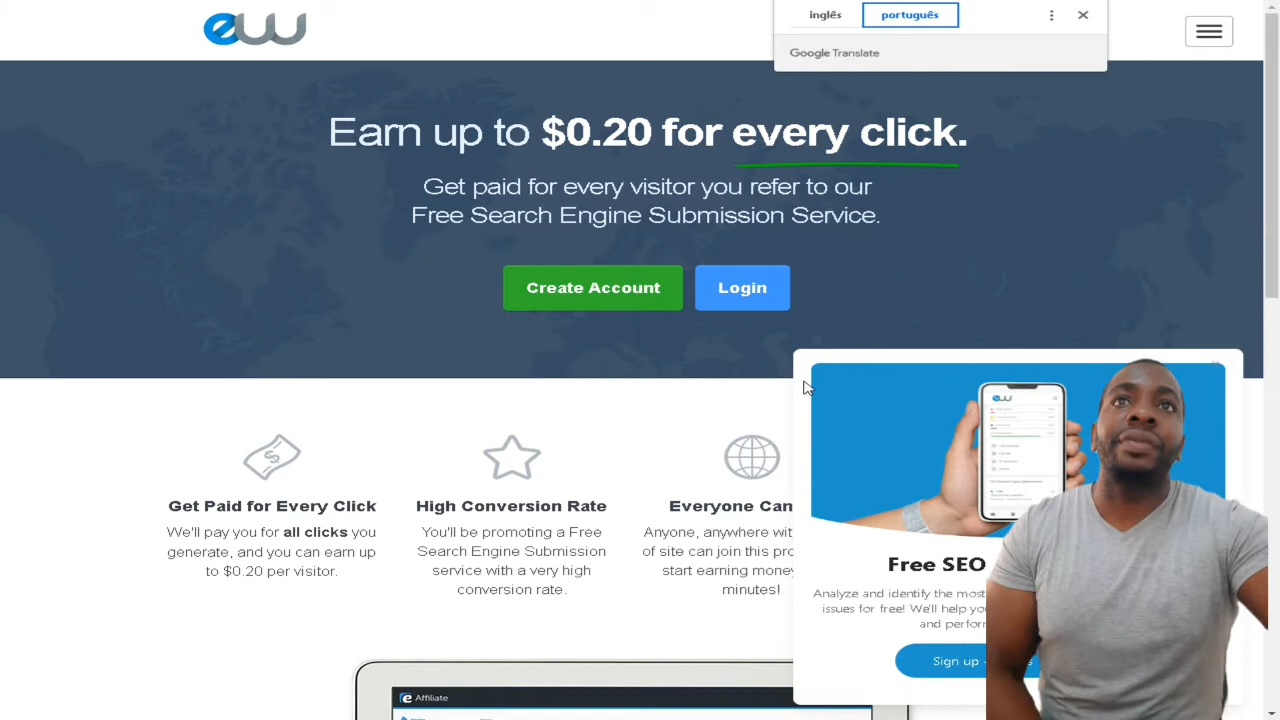 ew
inglês português
Google Translate
Earn up to $0.20 for every click.
Get paid for every visitor you refer to our
Free Search Engine Submission Service.
Create Account Login
Get Paid for Every Click
We'll pay you for all clicks you
generate, and you can earn up
to $0.20 per visitor.
High Conversion Rate
You'll be promoting a Free
Search Engine Submission
service with a very high
conversion rate.
Everyone Can
Anyone, anywhere
of site can join this
start earning money
minutes!
Free SEO
Analyze and identify the most
issues for free! We'll help you
and
Sign up
e Affiliate